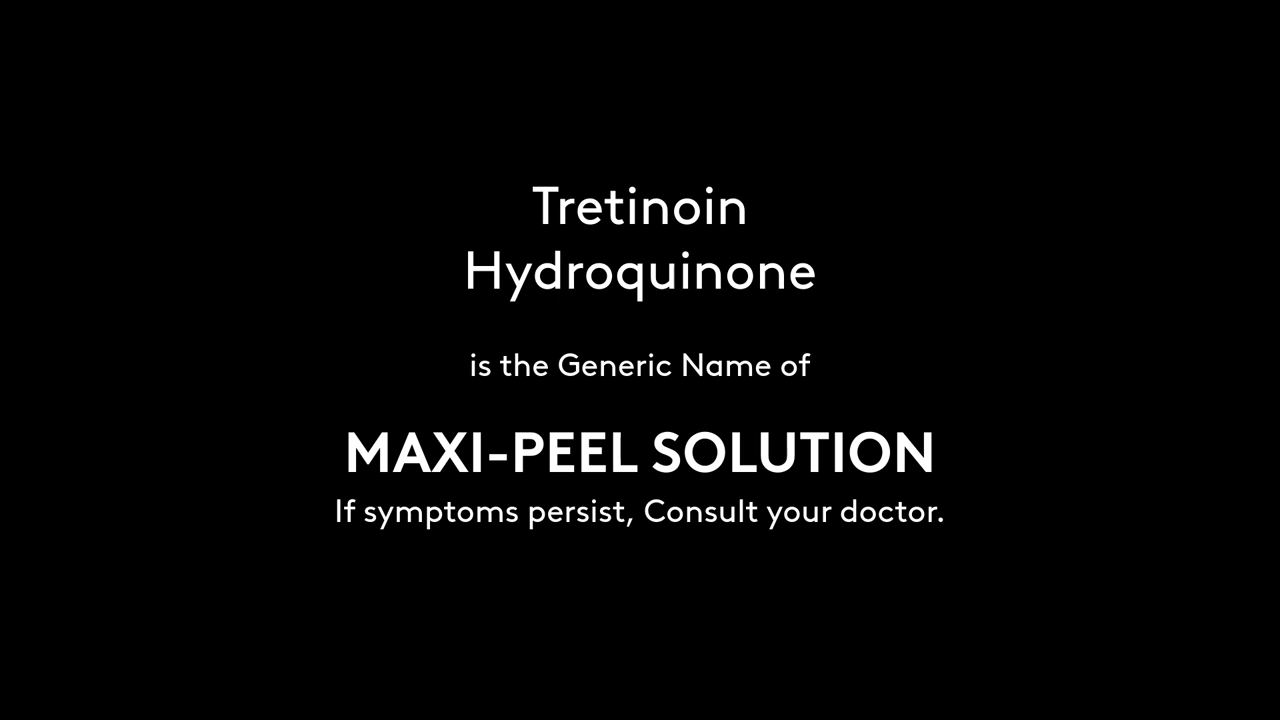 Tretinoin
Hydroquinone
is the Generic Name of
MAXI-PEEL SOLUTION
If symptoms persist, Consult your doctor.